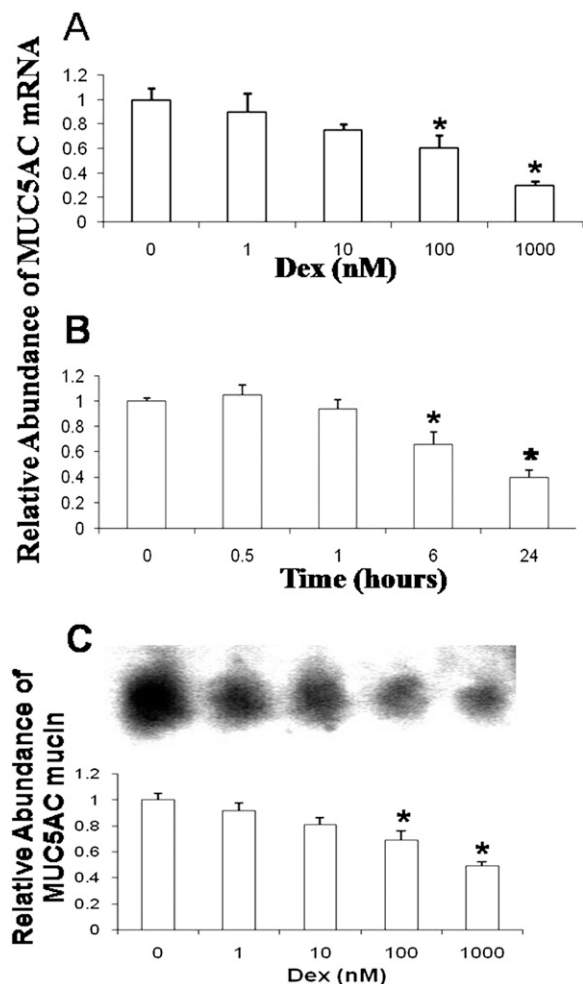 A
Relative Abundance of MUC5AC mRNA
1.2
1
0.8
0.6
0.4
0.2
0
*
*
0 1 10 100 1000
Dex (nM)
B
1.2
1
0.8
0.6
0.4
0.2
0
*
*
0 0.5 1 6 24
Time (hours)
C
Relative Abundance of
MUC5AC mucin
1.2
1
0.8
0.6
0.4
0.2
0
*
*
0 1 10 100 1000
Dex (nM)